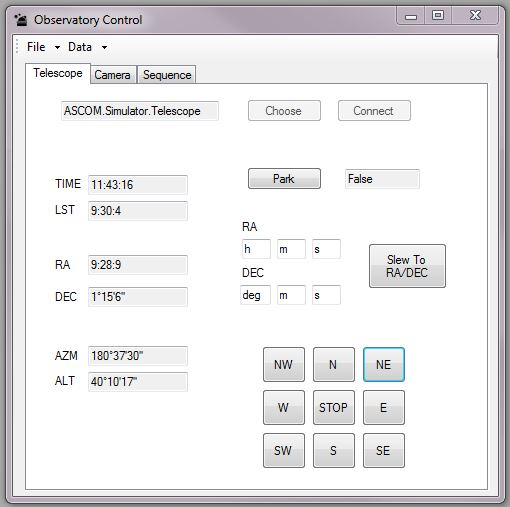 Observatory Control
File Data
Telescope Camera Sequence
ASCOM.Simulator.Telescope Choose Connect
TIME 11:43:16 Park False
LST 9:30:4
RA
h m s
RA 9:28:9 Slew To
RA/DEC
DEC
DEC 1°15'6" deg m s
AZM 180°37'30" NW N NE
ALT 40°10'17"
W STOP E
SW S SE